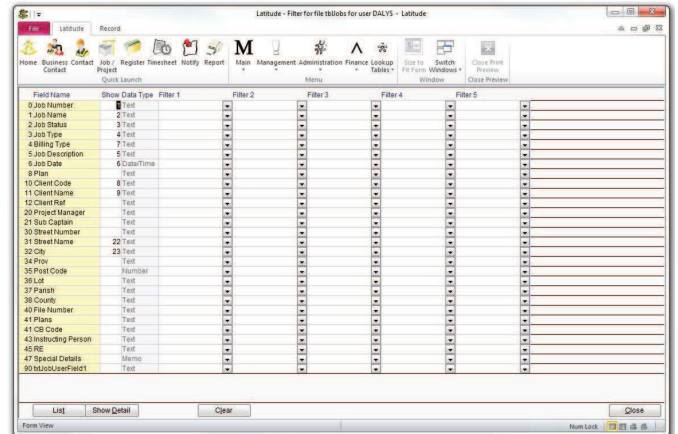 Latitude - Filter for file tblJobs for user DALYS - Latitude
File Latitude Record
Home Business Contact Contact Job / Project Register Timesheet Notify Report Main Management Administration Finance Lookup Tables Size to Fit Form Switch Windows Close Print Preview
Quick Launch Menu Window Close Preview
Field Name Show Data Type Filter 1 Filter 2 Filter 3 Filter 4 Filter 5
0 Job Number 1 Text
1 Job Name 2 Text
2 Job Status 3 Text
3 Job Type 4 Text
4 Billing Type 7 Text
5 Job Description 5 Text
6 Job Date 6 Date/Time
8 Plan Text
10 Client Code 8 Text
11 Client Name 9 Text
12 Client Ref Text
20 Project Manager Text
21 Sub Captain Text
30 Street Number Text
31 Street Name 22 Text
32 City 23 Text
34 Prov Text
35 Post Code Number
36 Lot Text
37 Parish Text
38 County Text
40 File Number Text
41 Plans Text
41 CB Code Text
43 Instructing Person Text
45 RE Text
47 Special Details Memo
90 txtJobUserField1 Text
List Show Detail Clear Close
Form View Num Lock